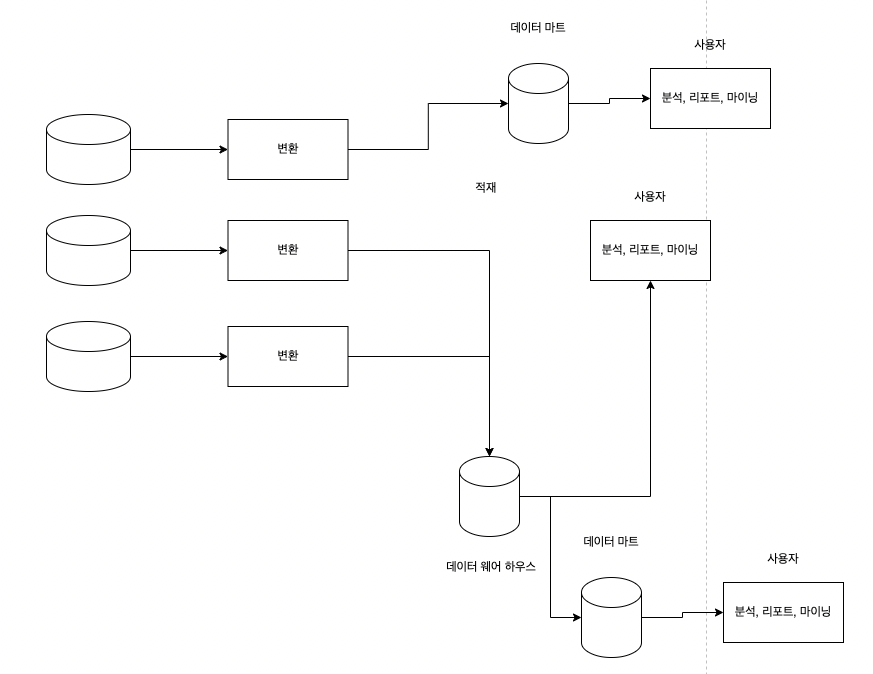 데이터 마트
사용자
분석, 리포트, 마이닝
변환
적재
사용자
변환
분석, 리포트, 마이닝
변환
데이터 마트
데이터 웨어 하우스
사용자
분석, 리포트, 마이닝